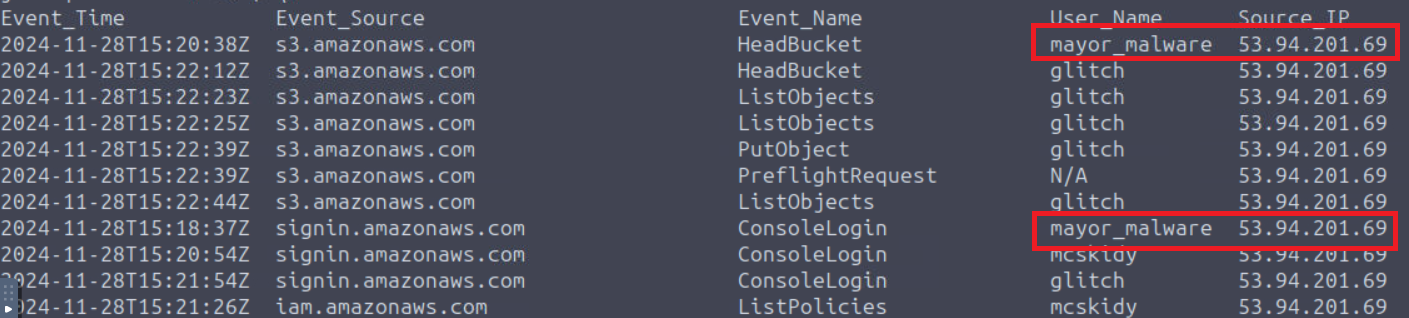 Event_Time Event_Source Event_Name User_Name Source_IP
2024-11-28T15:20:38Z s3.amazonaws.com HeadBucket mayor_malware 53.94.201.69
2024-11-28T15:22:12Z s3.amazonaws.com HeadBucket glitch 53.94.201.69
2024-11-28T15:22:23Z s3.amazonaws.com ListObjects glitch 53.94.201.69
2024-11-28T15:22:25Z s3.amazonaws.com ListObjects glitch 53.94.201.69
2024-11-28T15:22:39Z s3.amazonaws.com PutObject glitch 53.94.201.69
2024-11-28T15:22:39Z s3.amazonaws.com PreflightRequest N/A 53.94.201.69
2024-11-28T15:22:44Z s3.amazonaws.com ListObjects glitch 53.94.201.69
2024-11-28T15:18:37Z signin.amazonaws.com ConsoleLogin mayor_malware 53.94.201.69
2024-11-28T15:20:54Z signin.amazonaws.com ConsoleLogin mcskidy 53.94.201.69
2024-11-28T15:21:54Z signin.amazonaws.com ConsoleLogin glitch 53.94.201.69
2024-11-28T15:21:26Z iam.amazonaws.com ListPolicies mcskidy 53.94.201.69